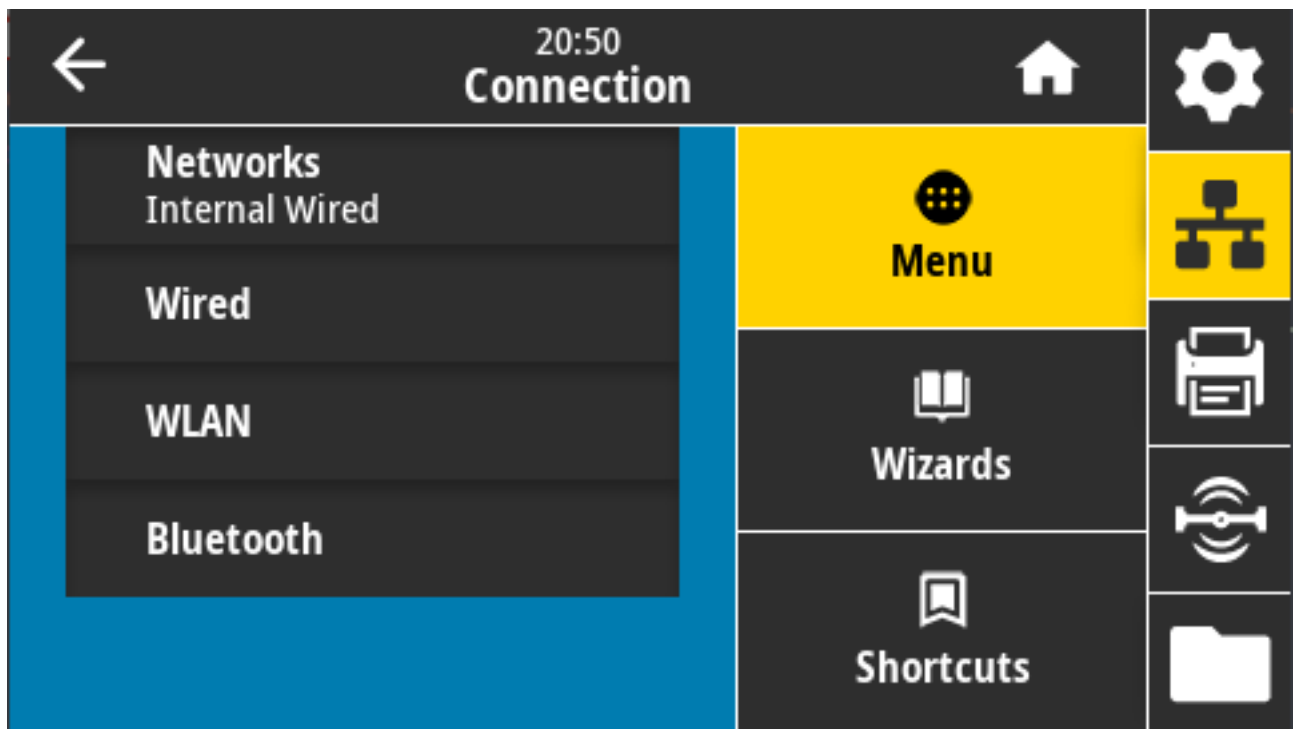 20:50
Connection
Networks
Internal Wired
Wired
WLAN
Bluetooth
Menu
Wizards
Shortcuts